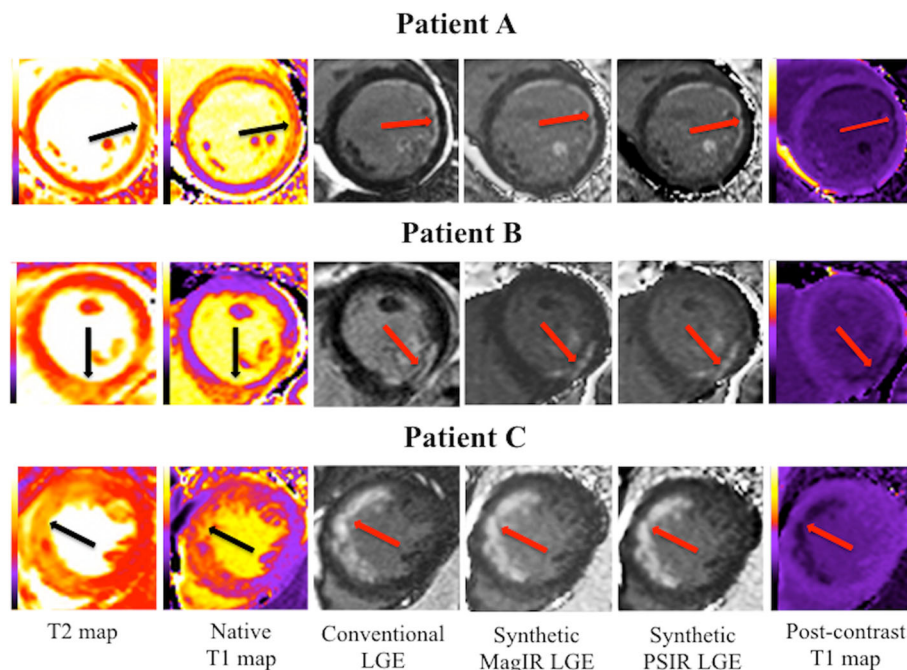 Patient A
Patient B
Patient C
T2 map
Native
T1 map
Conventional
LGE
Synthetic
MagIR LGE
Synthetic
PSIR LGE
Post-contrast
T1 map